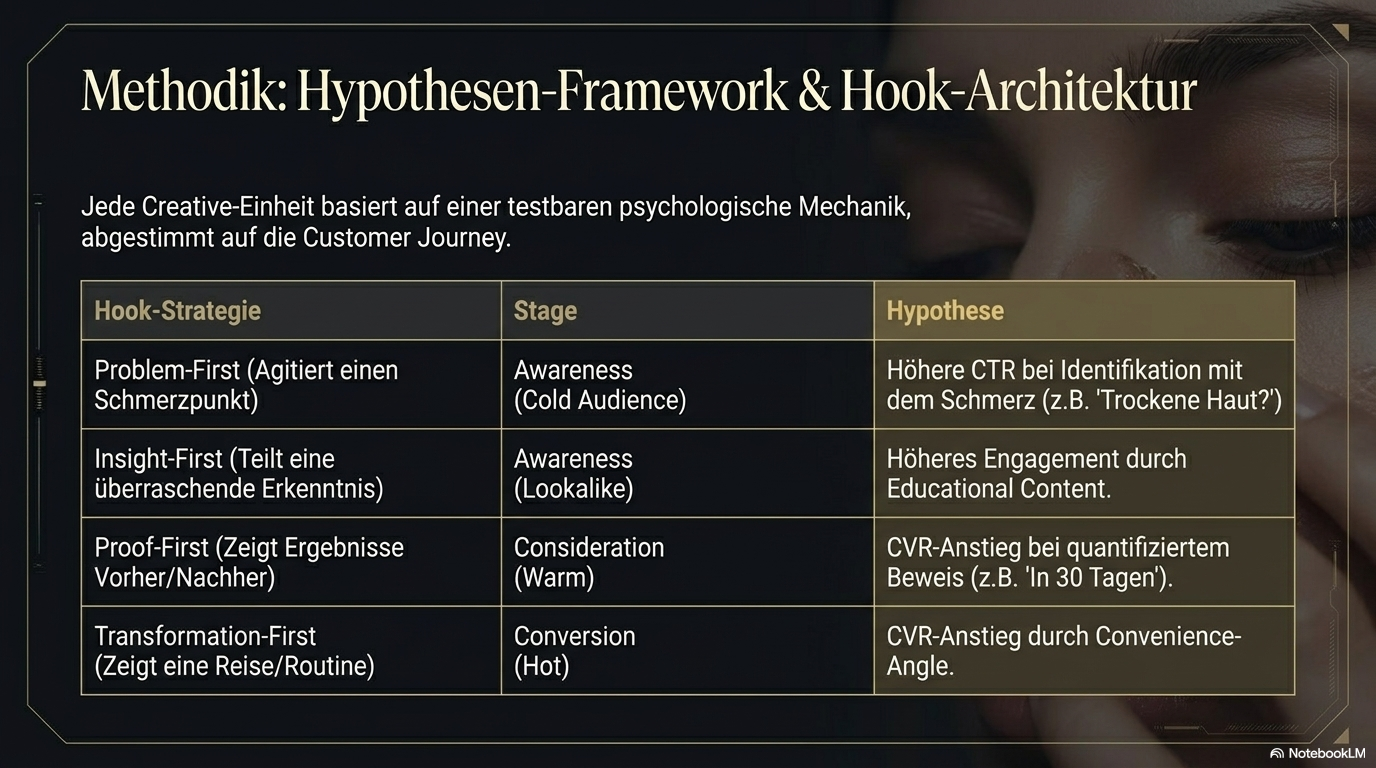 Methodik: Hypothesen-Framework & Hook-Architektur
Jede Creative-Einheit basiert auf einer testbaren psychologische Mechanik,
abgestimmt auf die Customer Journey.
Hook-Strategie
Stage
Hypothese
Problem-First (Agitiert einen
Schmerzpunkt)
Awareness
(Cold Audience)
Höhere CTR bei Identifikation mit
dem Schmerz (z.B. 'Trockene Haut?')
Insight-First (Teilt eine
überraschende Erkenntnis)
Awareness
(Lookalike)
Höheres Engagement durch
Educational Content.
Proof-First (Zeigt Ergebnisse
Vorher/Nachher)
Consideration
(Warm)
CVR-Anstieg bei quantifiziertem
Beweis (z.B. 'In 30 Tagen').
Transformation-First
(Zeigt eine Reise/Routine)
Conversion
(Hot)
CVR-Anstieg durch Convenience-
Angle.
NotebookLM